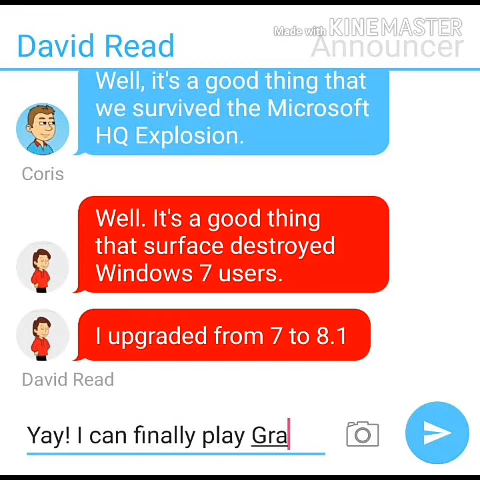 Made with KINEMASTER
David Read
Announcer
Well, it's a good thing that
we survived the Microsoft
HQ Explosion.
Coris
Well. It's a good thing
that surface destroyed
Windows 7 users.
I upgraded from 7 to 8.1
David Read
Yay! I can finally play Gra